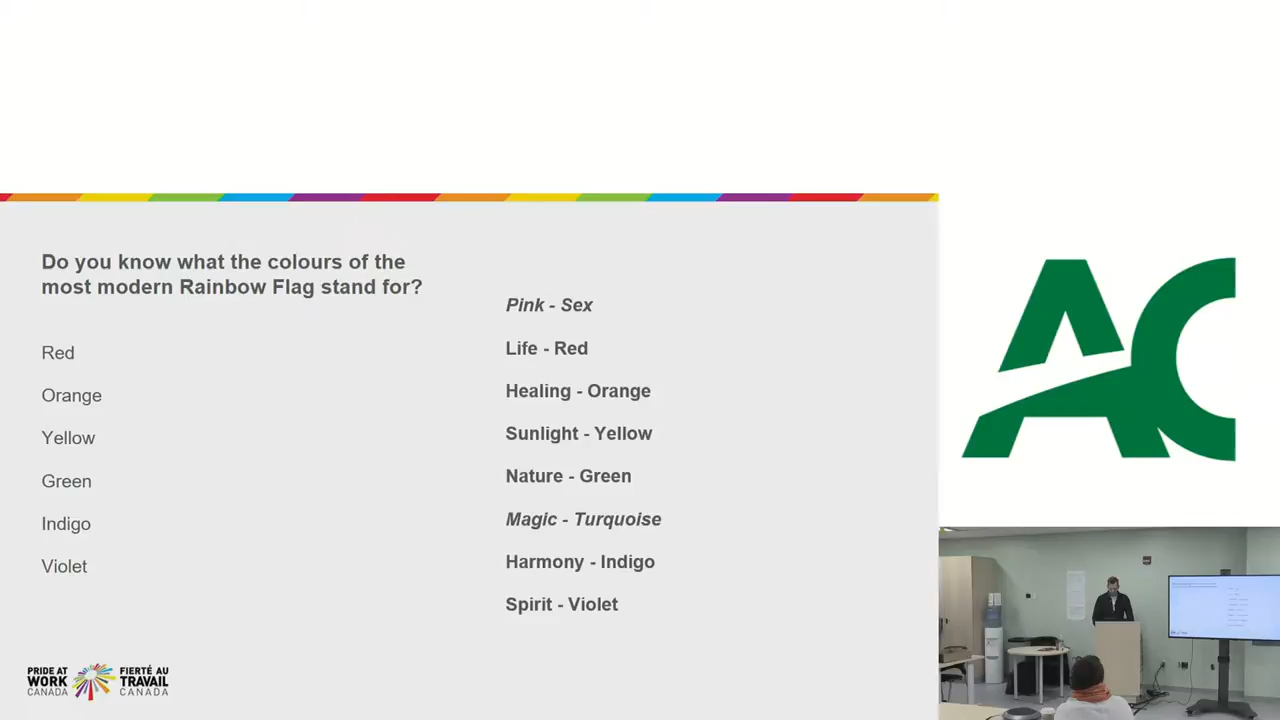 Do you know what the colours of the
most modern Rainbow Flag stand for?
Red
Orange
Yellow
Green
Indigo
Violet
Pink - Sex
Life - Red
Healing - Orange
Sunlight - Yellow
Nature - Green
Magic - Turquoise
Harmony - Indigo
Spirit - Violet
PRIDE AT
WORK
CANADA
FIERTÉ AU
TRAVAIL
CANADA
AC